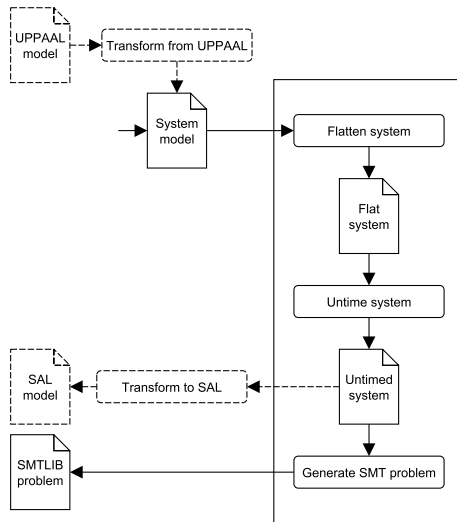 UPPAAL
model
Transform from UPPAAL
System
model
Flatten system
Flat
system
Untime system
SAL
model
Transform to SAL
Untimed
system
SMTLIB
problem
Generate SMT problem